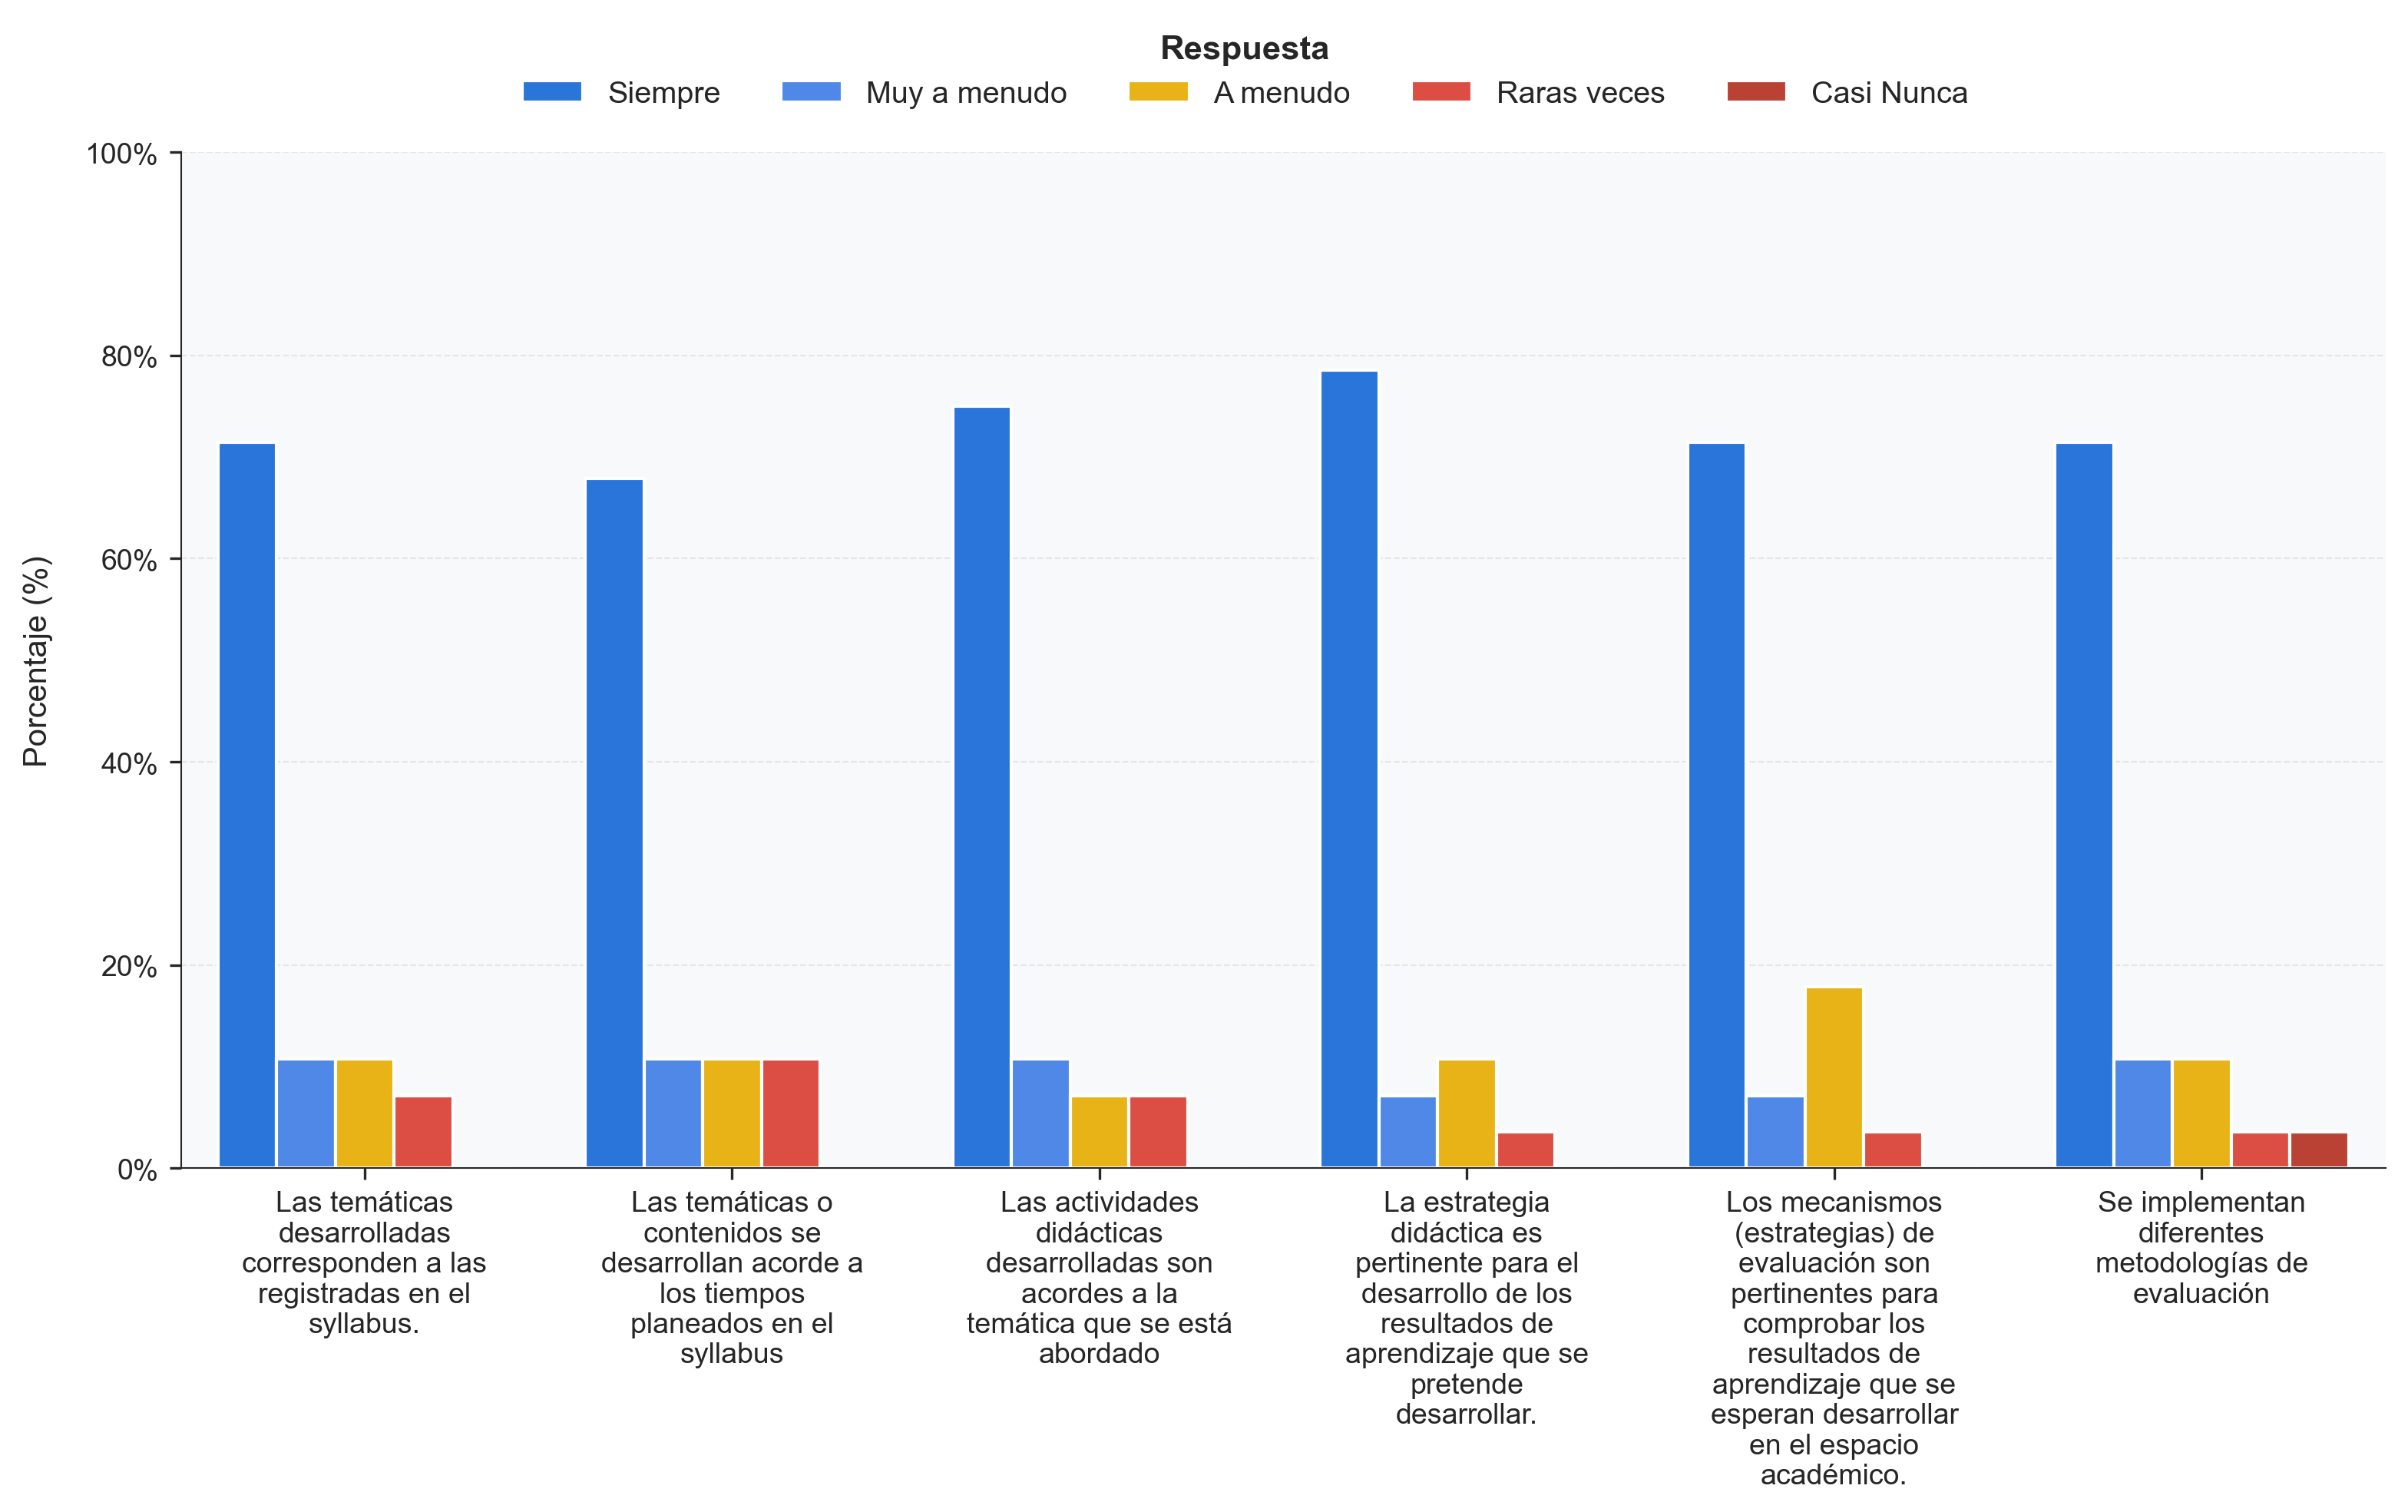 Respuesta
Siempre Muy a menudo A menudo Raras veces Casi Nunca
100%
80%
60%
40%
20%
0%
Porcentaje (%)
Las temáticas
desarrolladas
corresponden a las
registradas en el
syllabus.
Las temáticas o
contenidos se
desarrollan acorde a
los tiempos
planeados en el
syllabus
Las actividades
didácticas
desarrolladas son
acordes a la
temática que se está
abordado
La estrategia
didáctica es
pertinente para el
desarrollo de los
resultados de
aprendizaje que se
pretende
desarrollar.
Los mecanismos
(estrategias) de
evaluación son
pertinentes para
comprobar los
resultados de
aprendizaje que se
esperan desarrollar
en el espacio
académico.
Se implementan
diferentes
metodologías de
evaluación